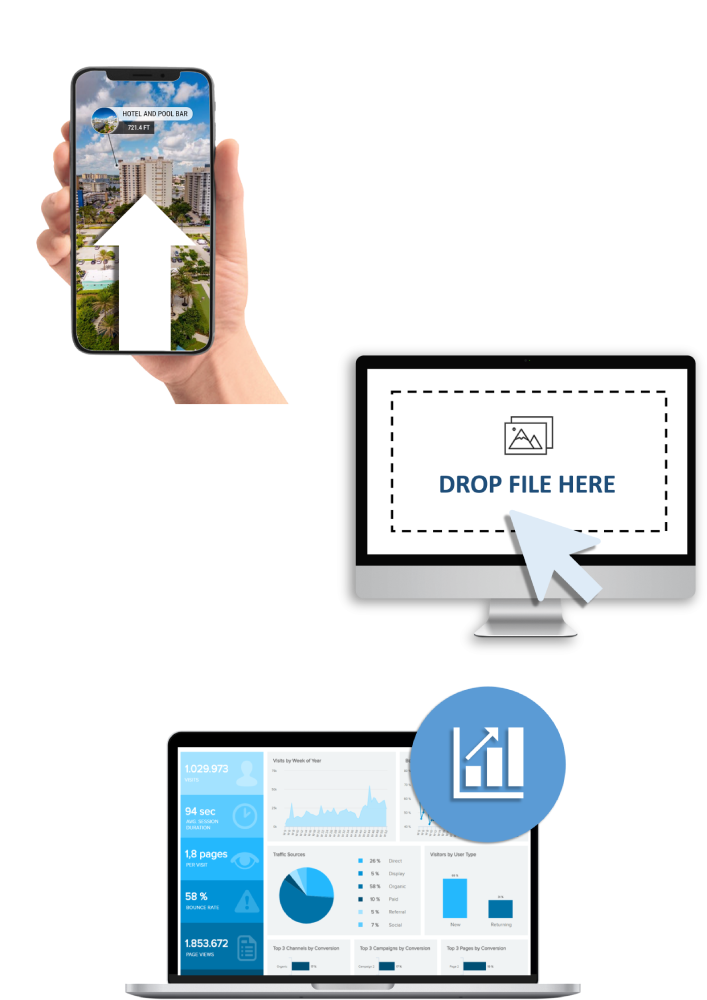 HOTEL AND POOL BAR
721.4 FT
DROP FILE HERE
1.029.973
VISITS
94 sec
AVG. SESSION
DURATION
1,8 pages
PER VISIT
58 %
BOUNCE RATE
1.853.672
PAGE VIEWS
Visits by Week of Year
Traffic Sources
26 % Direct
5 % Display
58 % Organic
10 % Paid
5 % Referral
7 % Social
Visitors by User Type
New
Returning
Top 3 Channels by Conversion
Organic
Top 3 Campaigns by Conversion
Top 3 Pages by Conversion